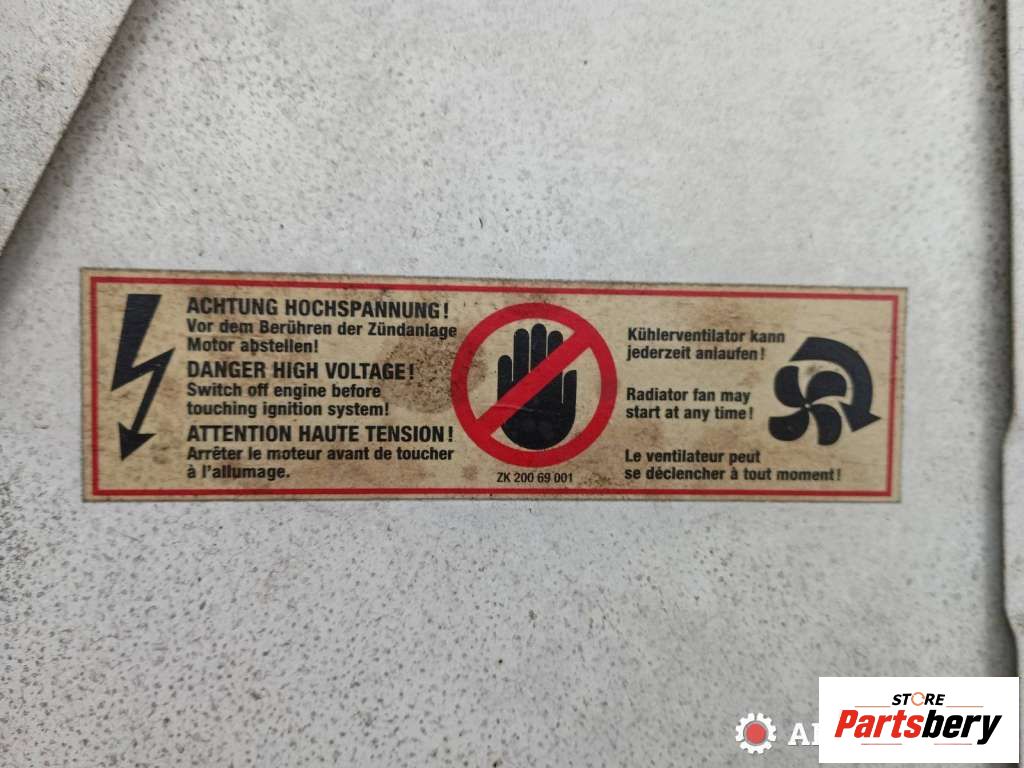 ACHTUNG HOCHSPANNUNG!
Vor dem Berühren der Zündanlage
Motor abstellen!
DANGER HIGH VOLTAGE!
Switch off engine before
touching ignition system!
ATTENTION HAUTE TENSION!
Arrêter le moteur avant de toucher
à l'allumage.
ZK 200 69 001
Kühlerventilator kann
jederzeit anlaufen!
Radiator fan may
start at any time!
Le ventilateur peut
se déclencher à tout moment!
STORE
Partsbery